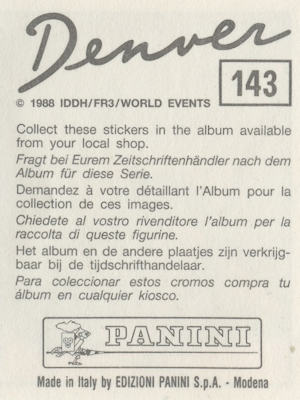 Denver
143
© 1988 IDDH/FR3/WORLD EVENTS
Collect these stickers in the album available
from your local shop.
Fragt bei Eurem Zeitschriftenhändler nach dem
Album für diese Serie.
Demandez à votre détaillant l'Album pour la
collection de ces images.
Chiedete al vostro rivenditore l'album per la
raccolta di queste figurine.
Het album en de andere plaatjes zijn verkrijg-
baar bij de tijdschrifthandelaar.
Para coleccionar estos cromos compra tu
álbum en cualquier kiosco.
PANINI
Made in Italy by EDIZIONI PANINI S.p.A. - Modena